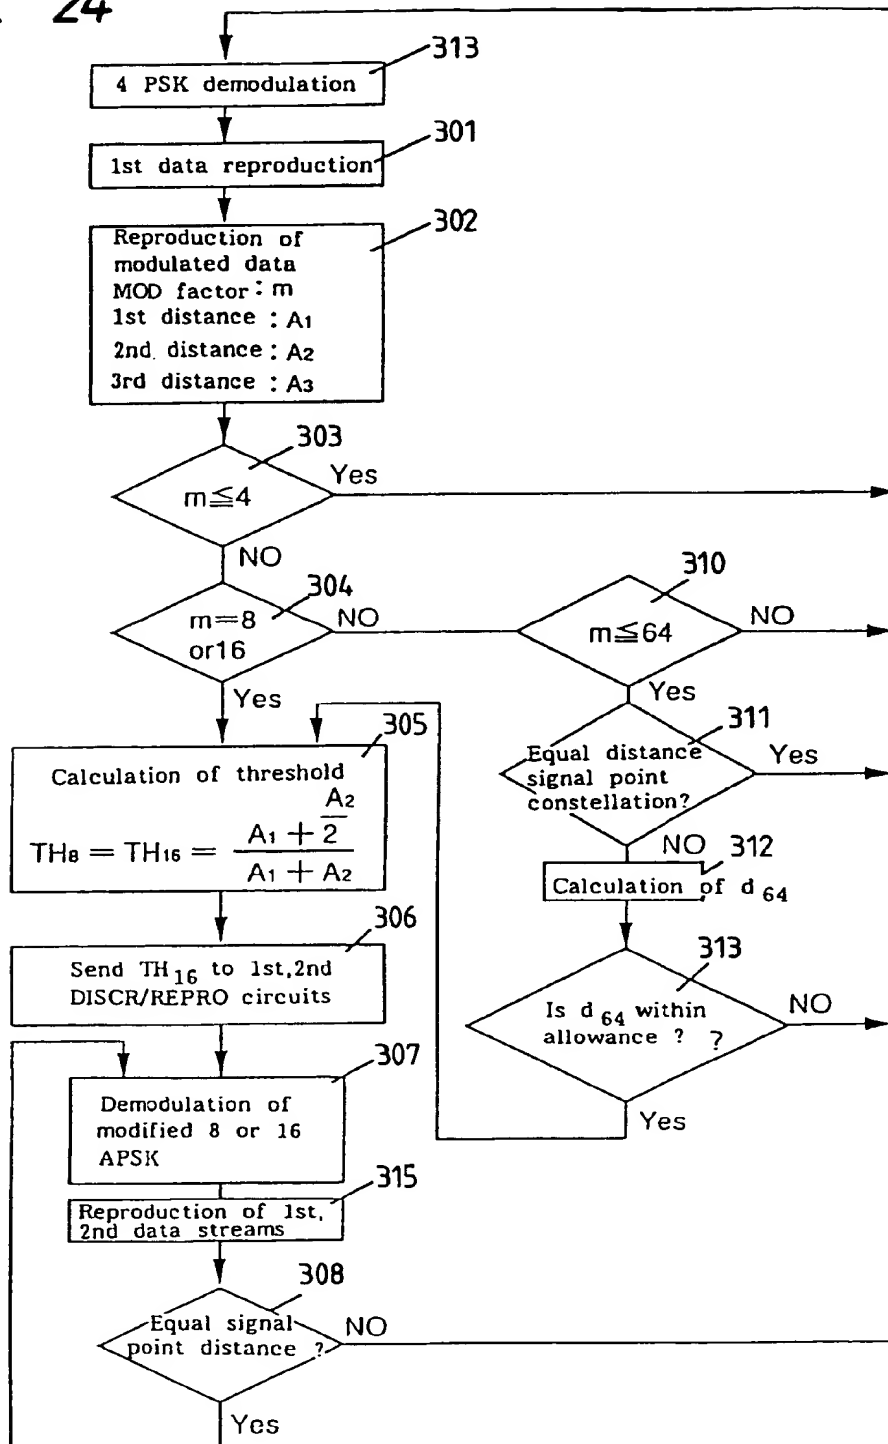 24
313
4 PSK demodulation
301
1st data reproduction
302
Reproduction of
modulated data
MOD factor : m
1st distance : A1
2nd. distance : A2
3rd distance : A3
303
m≦4
Yes
NO
304
m=8
or16
NO
Yes
310
m≦64
NO
Yes
311
Equal distance
signal point
constellation?
Yes
NO
312
Calculation of d 64
313
Is d 64 within
allowance ? ?
NO
Yes
305
Calculation of threshold
TH8 = TH16 = (A1 + A2/2) / (A1 + A2)
306
Send TH16 to 1st,2nd
DISCR/REPRO circuits
307
Demodulation of
modified 8 or 16
APSK
315
Reproduction of 1st,
2nd data streams
308
Equal signal
point distance ?
NO
Yes